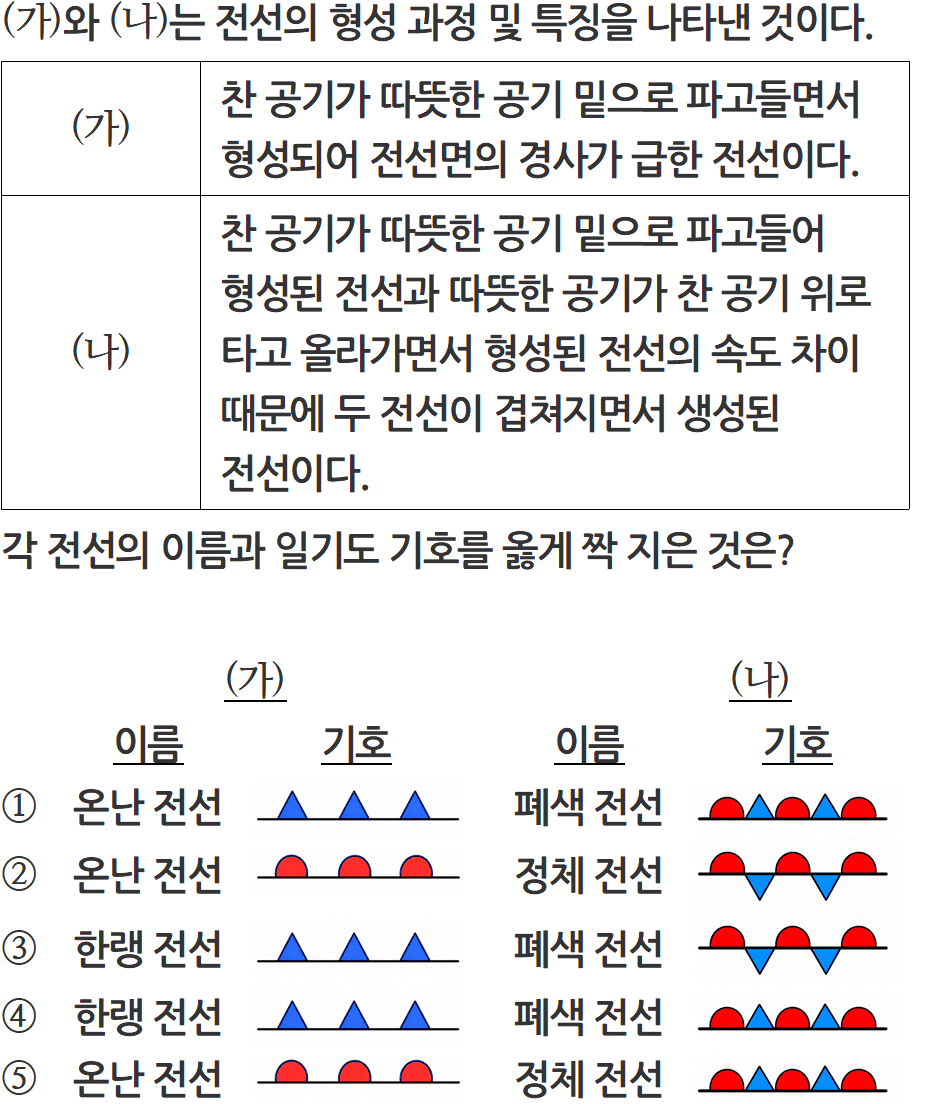 (가)와 (나)는 전선의 형성 과정 및 특징을 나타낸 것이다.
(가)
찬 공기가 따뜻한 공기 밑으로 파고들면서
형성되어 전선면의 경사가 급한 전선이다.
(나)
찬 공기가 따뜻한 공기 밑으로 파고들어
형성된 전선과 따뜻한 공기가 찬 공기 위로
타고 올라가면서 형성된 전선의 속도 차이
때문에 두 전선이 겹쳐지면서 생성된
전선이다.
각 전선의 이름과 일기도 기호를 옳게 짝 지은 것은?
(가) (나)
이름 기호 이름 기호
① 온난 전선 폐색 전선
② 온난 전선 정체 전선
③ 한랭 전선 폐색 전선
④ 한랭 전선 폐색 전선
⑤ 온난 전선 정체 전선